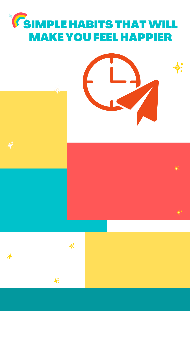 SIMPLE HABITS THAT WILL
MAKE YOU FEEL HAPPIER